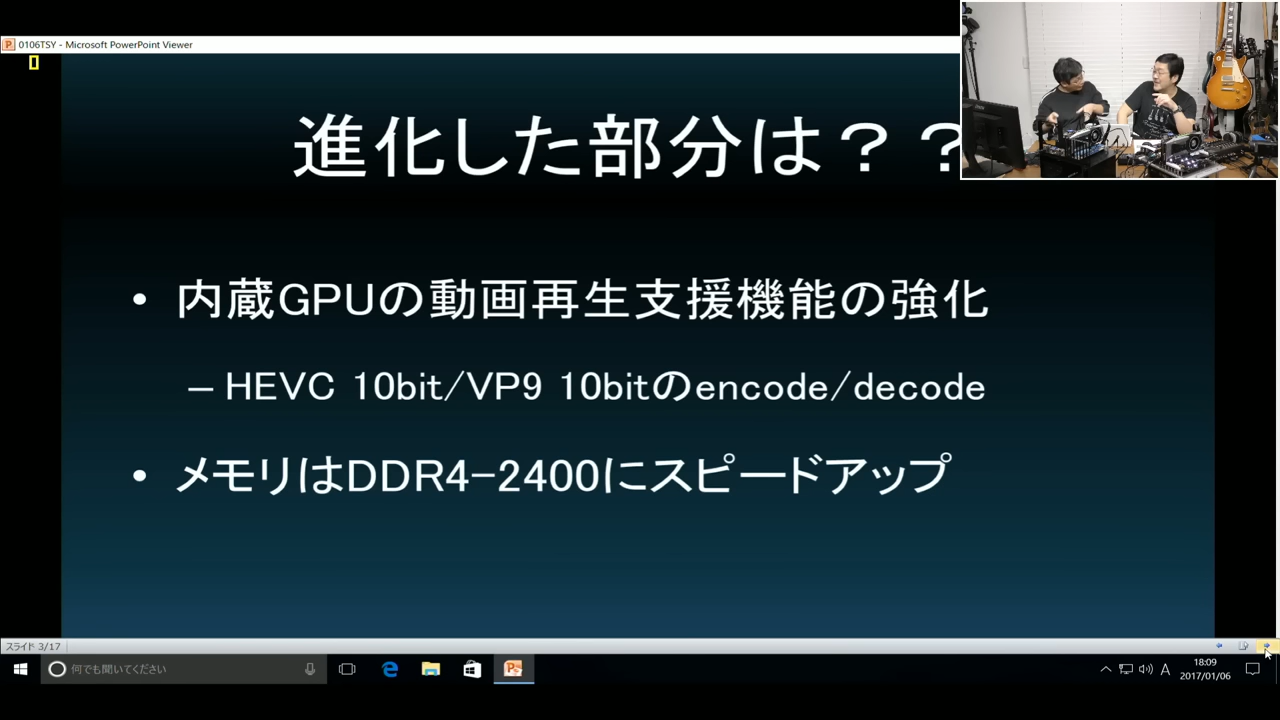 0106TSY - Microsoft PowerPoint Viewer
進化した部分は？？
• 内蔵GPUの動画再生支援機能の強化
– HEVC 10bit/VP9 10bitのencode/decode
• メモリはDDR4-2400にスピードアップ
スライド 3/17
何でも聞いてください
A
18:09
2017/01/06